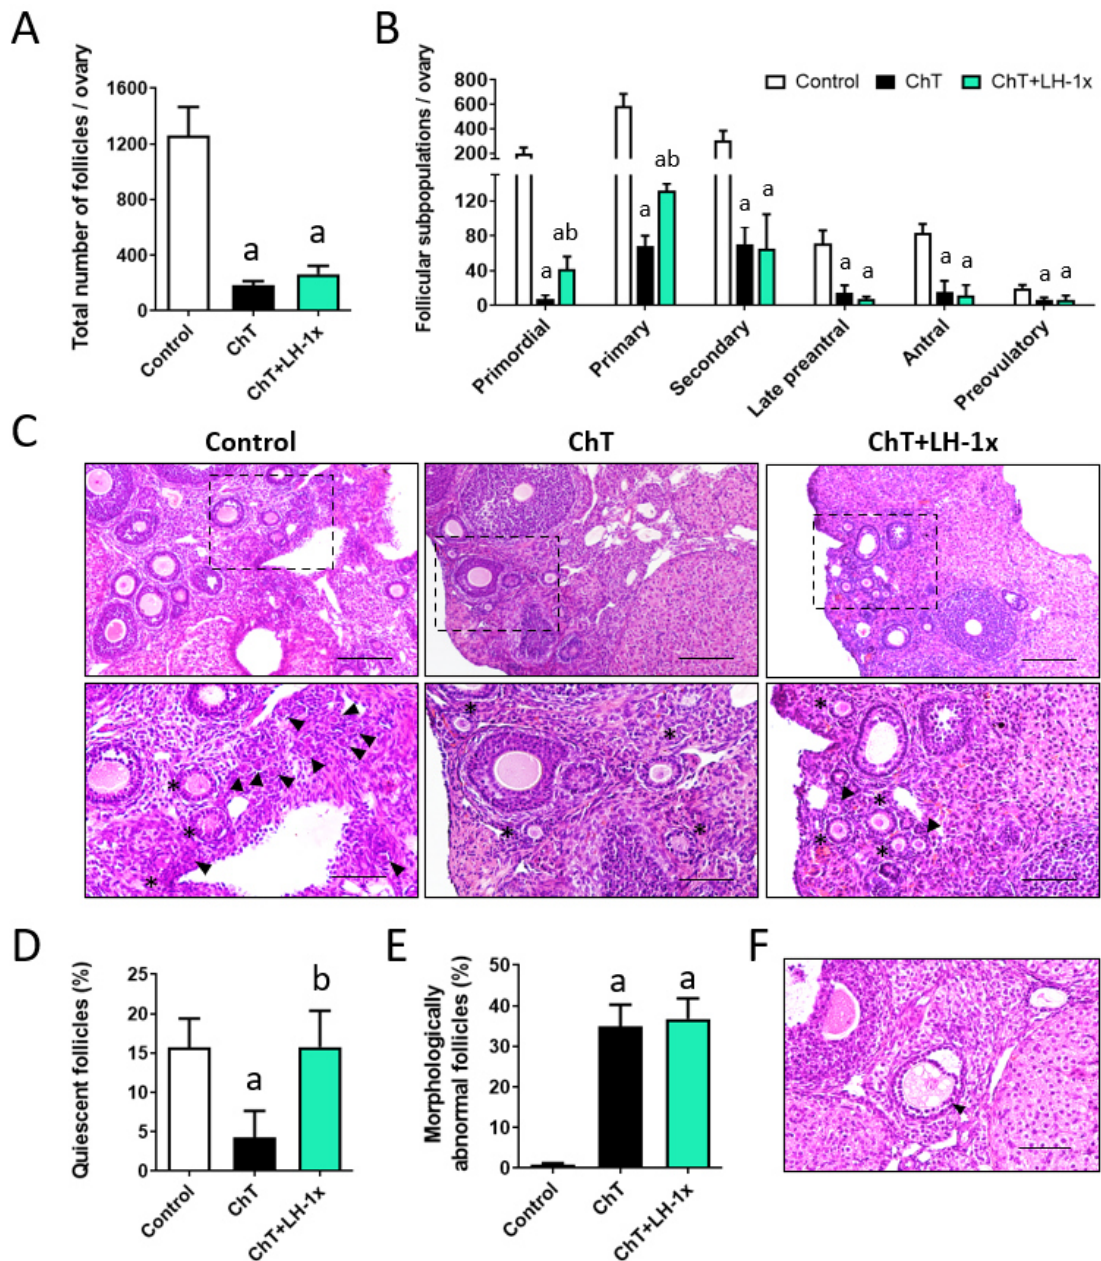 A
Total number of follicles / ovary
1600
1200
800
400
0
a
a
Control
ChT
ChT+LH-1x
B
Follicular subpopulations / ovary
800
600
400
200
120
80
40
0
Control
ChT
ChT+LH-1x
a
ab
a
ab
a
a
a
a
a
a
a
a
Primordial
Primary
Secondary
Late preantral
Antral
Preovulatory
C
Control
ChT
ChT+LH-1x
*
*
*
*
*
*
*
*
*
*
*
D
Quiescent follicles (%)
25
20
15
10
5
0
a
b
Control
ChT
ChT+LH-1x
E
Morphologically
abnormal follicles (%)
50
40
30
20
10
0
a
a
Control
ChT
ChT+LH-1x
F